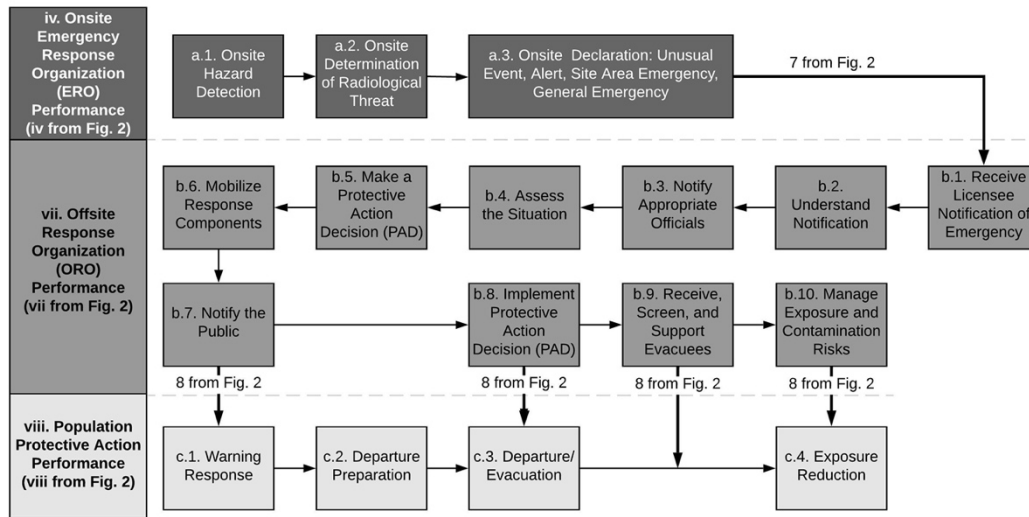 iv. Onsite
Emergency
Response
Organization
(ERO)
Performance
(iv from Fig. 2)
a.1. Onsite
Hazard
Detection
a.2. Onsite
Determination
of Radiological
Threat
a.3. Onsite Declaration: Unusual
Event, Alert, Site Area Emergency,
General Emergency
7 from Fig. 2
vii. Offsite
Response
Organization
(ORO)
Performance
(vii from Fig. 2)
b.6. Mobilize
Response
Components
b.5. Make a
Protective
Action
Decision (PAD)
b.4. Assess
the Situation
b.3. Notify
Appropriate
Officials
b.2.
Understand
Notification
b.1. Receive
Licensee
Notification of
Emergency
b.7. Notify the
Public
b.8. Implement
Protective
Action
Decision (PAD)
b.9. Receive,
Screen, and
Support
Evacuees
b.10. Manage
Exposure and
Contamination
Risks
8 from Fig. 2
8 from Fig. 2
8 from Fig. 2
8 from Fig. 2
viii. Population
Protective Action
Performance
(viii from Fig. 2)
c.1. Warning
Response
c.2. Departure
Preparation
c.3. Departure/
Evacuation
c.4. Exposure
Reduction